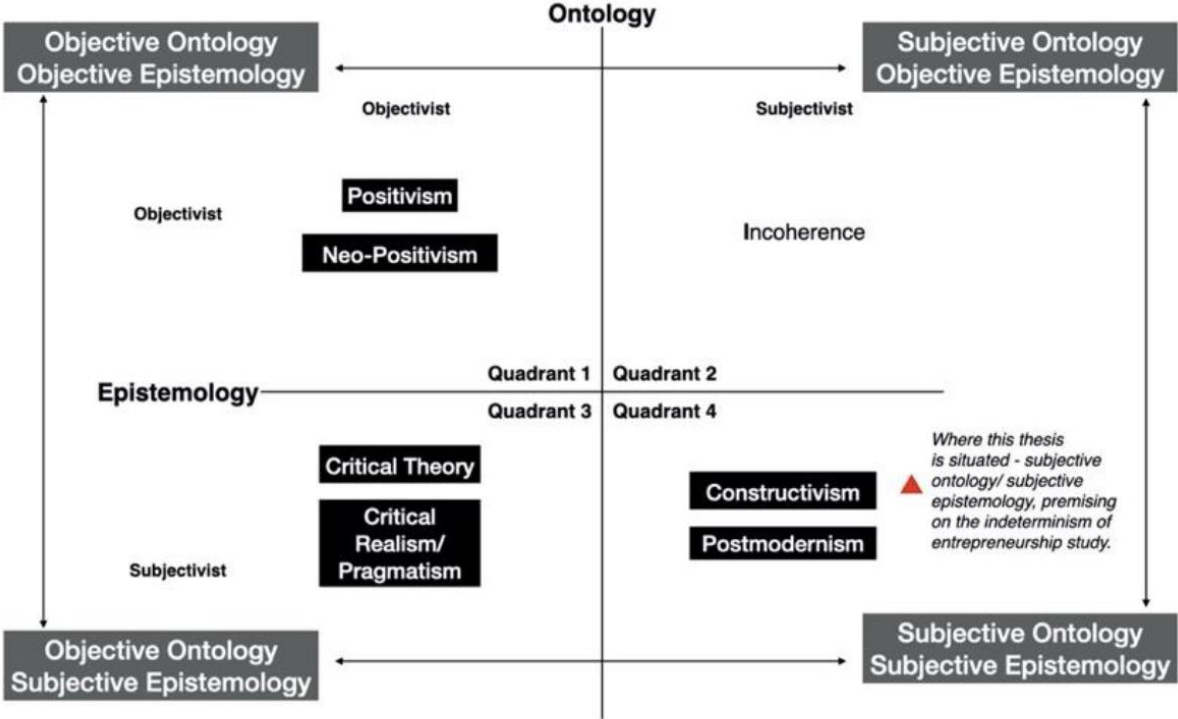 Ontology
Objective Ontology
Objective Epistemology
Subjective Ontology
Objective Epistemology
Objectivist
Subjectivist
Positivism
Objectivist
Neo-Positivism
Incoherence
Quadrant 1
Quadrant 2
Epistemology
Quadrant 3
Quadrant 4
Critical Theory
Critical
Realism/
Pragmatism
Subjectivist
Constructivism
Postmodernism
Where this thesis
is situated - subjective
ontology/ subjective
epistemology, premising
on the indeterminism of
entrepreneurship study.
Objective Ontology
Subjective Epistemology
Subjective Ontology
Subjective Epistemology